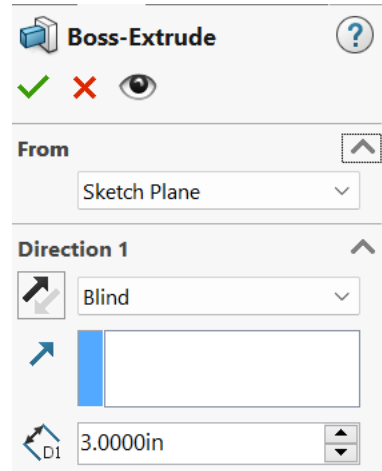 Boss-Extrude
?
From
Sketch Plane
Direction 1
Blind
D1
3.0000in